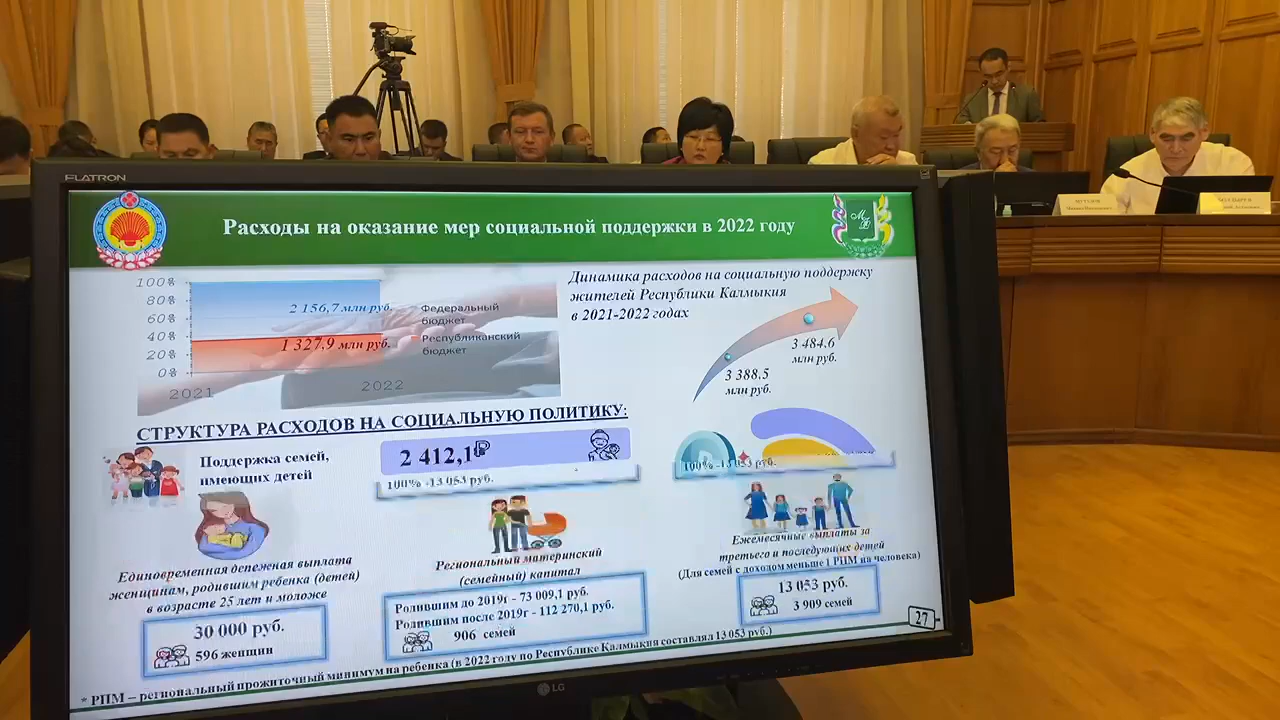 FLATRON
Расходы на оказание мер социальной поддержки в 2022 году
100%
80%
60%
40%
20%
0%
2 156,7 млн руб.
1 327,9 млн руб.
Федеральный
бюджет
Республиканский
бюджет
2021
2022
Динамика расходов на социальную поддержку
жителей Республики Калмыкия
в 2021-2022 годах
3 484,6
млн руб.
3 388,5
млн руб.
СТРУКТУРА РАСХОДОВ НА СОЦИАЛЬНУЮ ПОЛИТИКУ:
Поддержка семей,
имеющих детей
2 412,1₽
100% -13 053 руб.
100% -13 053 руб.
Единовременная денежная выплата
женщинам, родившим ребенка (детей)
в возрасте 25 лет и моложе
30 000 руб.
596 женщин
Региональный материнский
(семейный) капитал
Родившим до 2019г - 73 009,1 руб.
Родившим после 2019г - 112 270,1 руб.
906 семей
Ежемесячные выплаты за
третьего и последующих детей
(Для семей с доходом меньше 1 РПМ на человека)
13 053 руб.
3 909 семей
27
* РПМ – региональный прожиточный минимум на ребенка (в 2022 году по Республике Калмыкия составлял 13 053 руб.)
LG